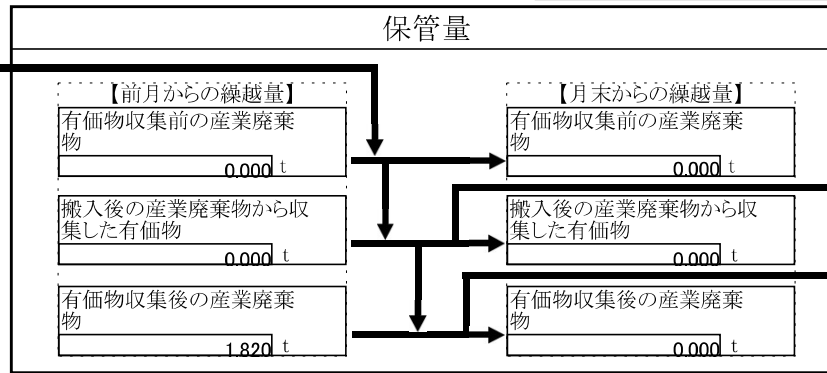 保管量
【前月からの繰越量】
有価物収集前の産業廃棄
物
0.000 t
搬入後の産業廃棄物から収
集した有価物
0.000 t
有価物収集後の産業廃棄
物
1.820 t
【月末からの繰越量】
有価物収集前の産業廃棄
物
0.000 t
搬入後の産業廃棄物から収
集した有価物
0.000 t
有価物収集後の産業廃棄
物
0.000 t